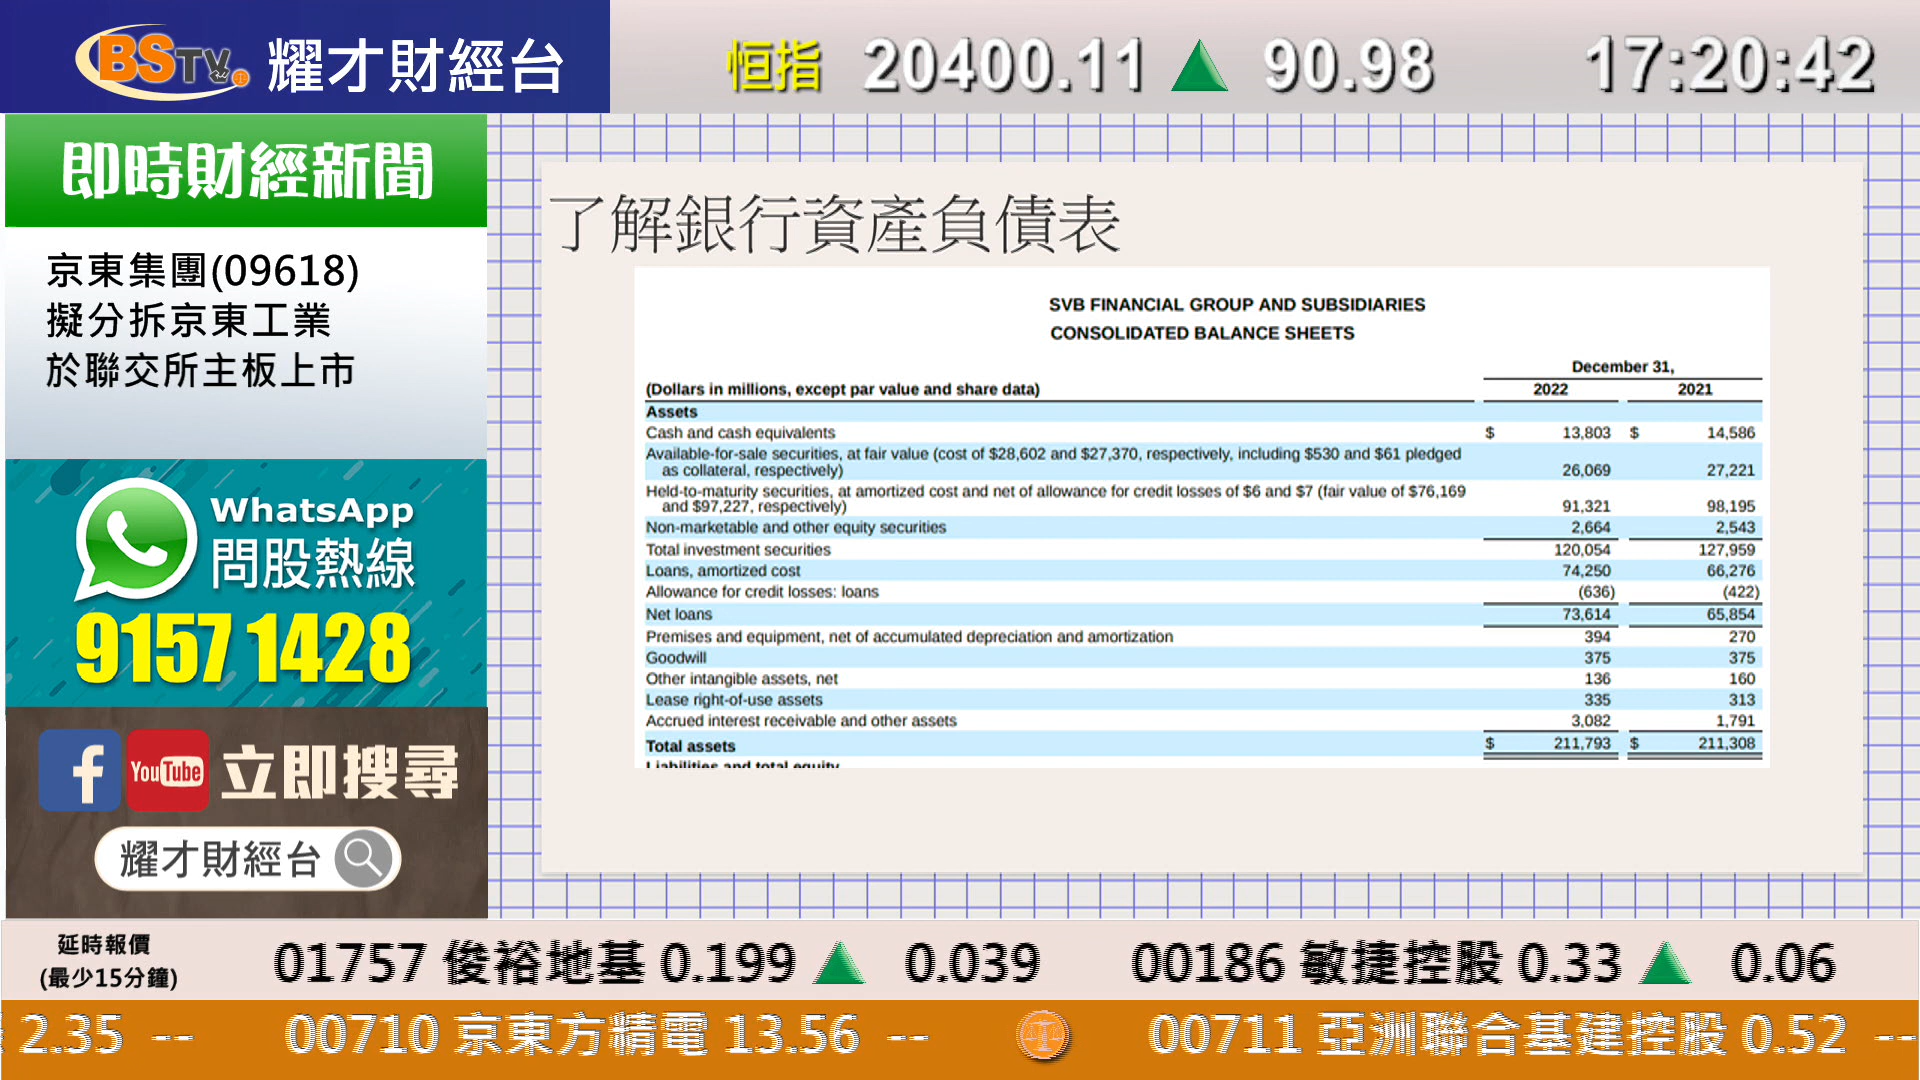 BSTV 耀才財經台
恒指 20400.11 ▲ 90.98 17:20:42
即時財經新聞
京東集團(09618)
擬分拆京東工業
於聯交所主板上市
WhatsApp
問股熱線
9157 1428
f YouTube 立即搜尋
耀才財經台
了解銀行資產負債表
SVB FINANCIAL GROUP AND SUBSIDIARIES
CONSOLIDATED BALANCE SHEETS
December 31,
(Dollars in millions, except par value and share data) 2022 2021
Assets
Cash and cash equivalents $ 13,803 $ 14,586
Available-for-sale securities, at fair value (cost of $28,602 and $27,370, respectively, including $530 and $61 pledged
as collateral, respectively) 26,069 27,221
Held-to-maturity securities, at amortized cost and net of allowance for credit losses of $6 and $7 (fair value of $76,169
and $97,227, respectively) 91,321 98,195
Non-marketable and other equity securities 2,664 2,543
Total investment securities 120,054 127,959
Loans, amortized cost 74,250 66,276
Allowance for credit losses: loans (636) (422)
Net loans 73,614 65,854
Premises and equipment, net of accumulated depreciation and amortization 394 270
Goodwill 375 375
Other intangible assets, net 136 160
Lease right-of-use assets 335 313
Accrued interest receivable and other assets 3,082 1,791
Total assets $ 211,793 $ 211,308
Liabilities and total equity
延時報價
(最少15分鐘)
01757 俊裕地基 0.199 ▲ 0.039 00186 敏捷控股 0.33 ▲ 0.06
2.35 -- 00710 京東方精電 13.56 -- 00711 亞洲聯合基建控股 0.52 --